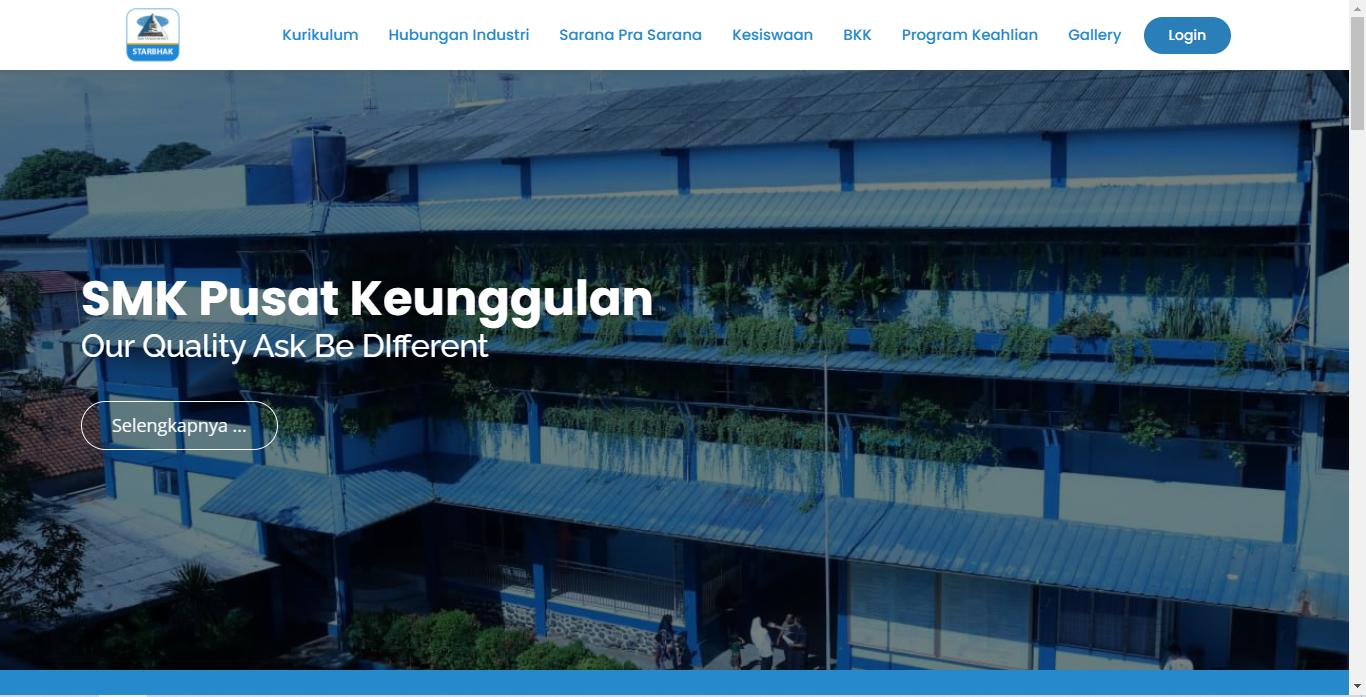 STARBHAK
Kurikulum
Hubungan Industri
Sarana Pra Sarana
Kesiswaan
BKK
Program Keahlian
Gallery
Login
SMK Pusat Keunggulan
Our Quality Ask Be DIfferent
Selengkapnya ...